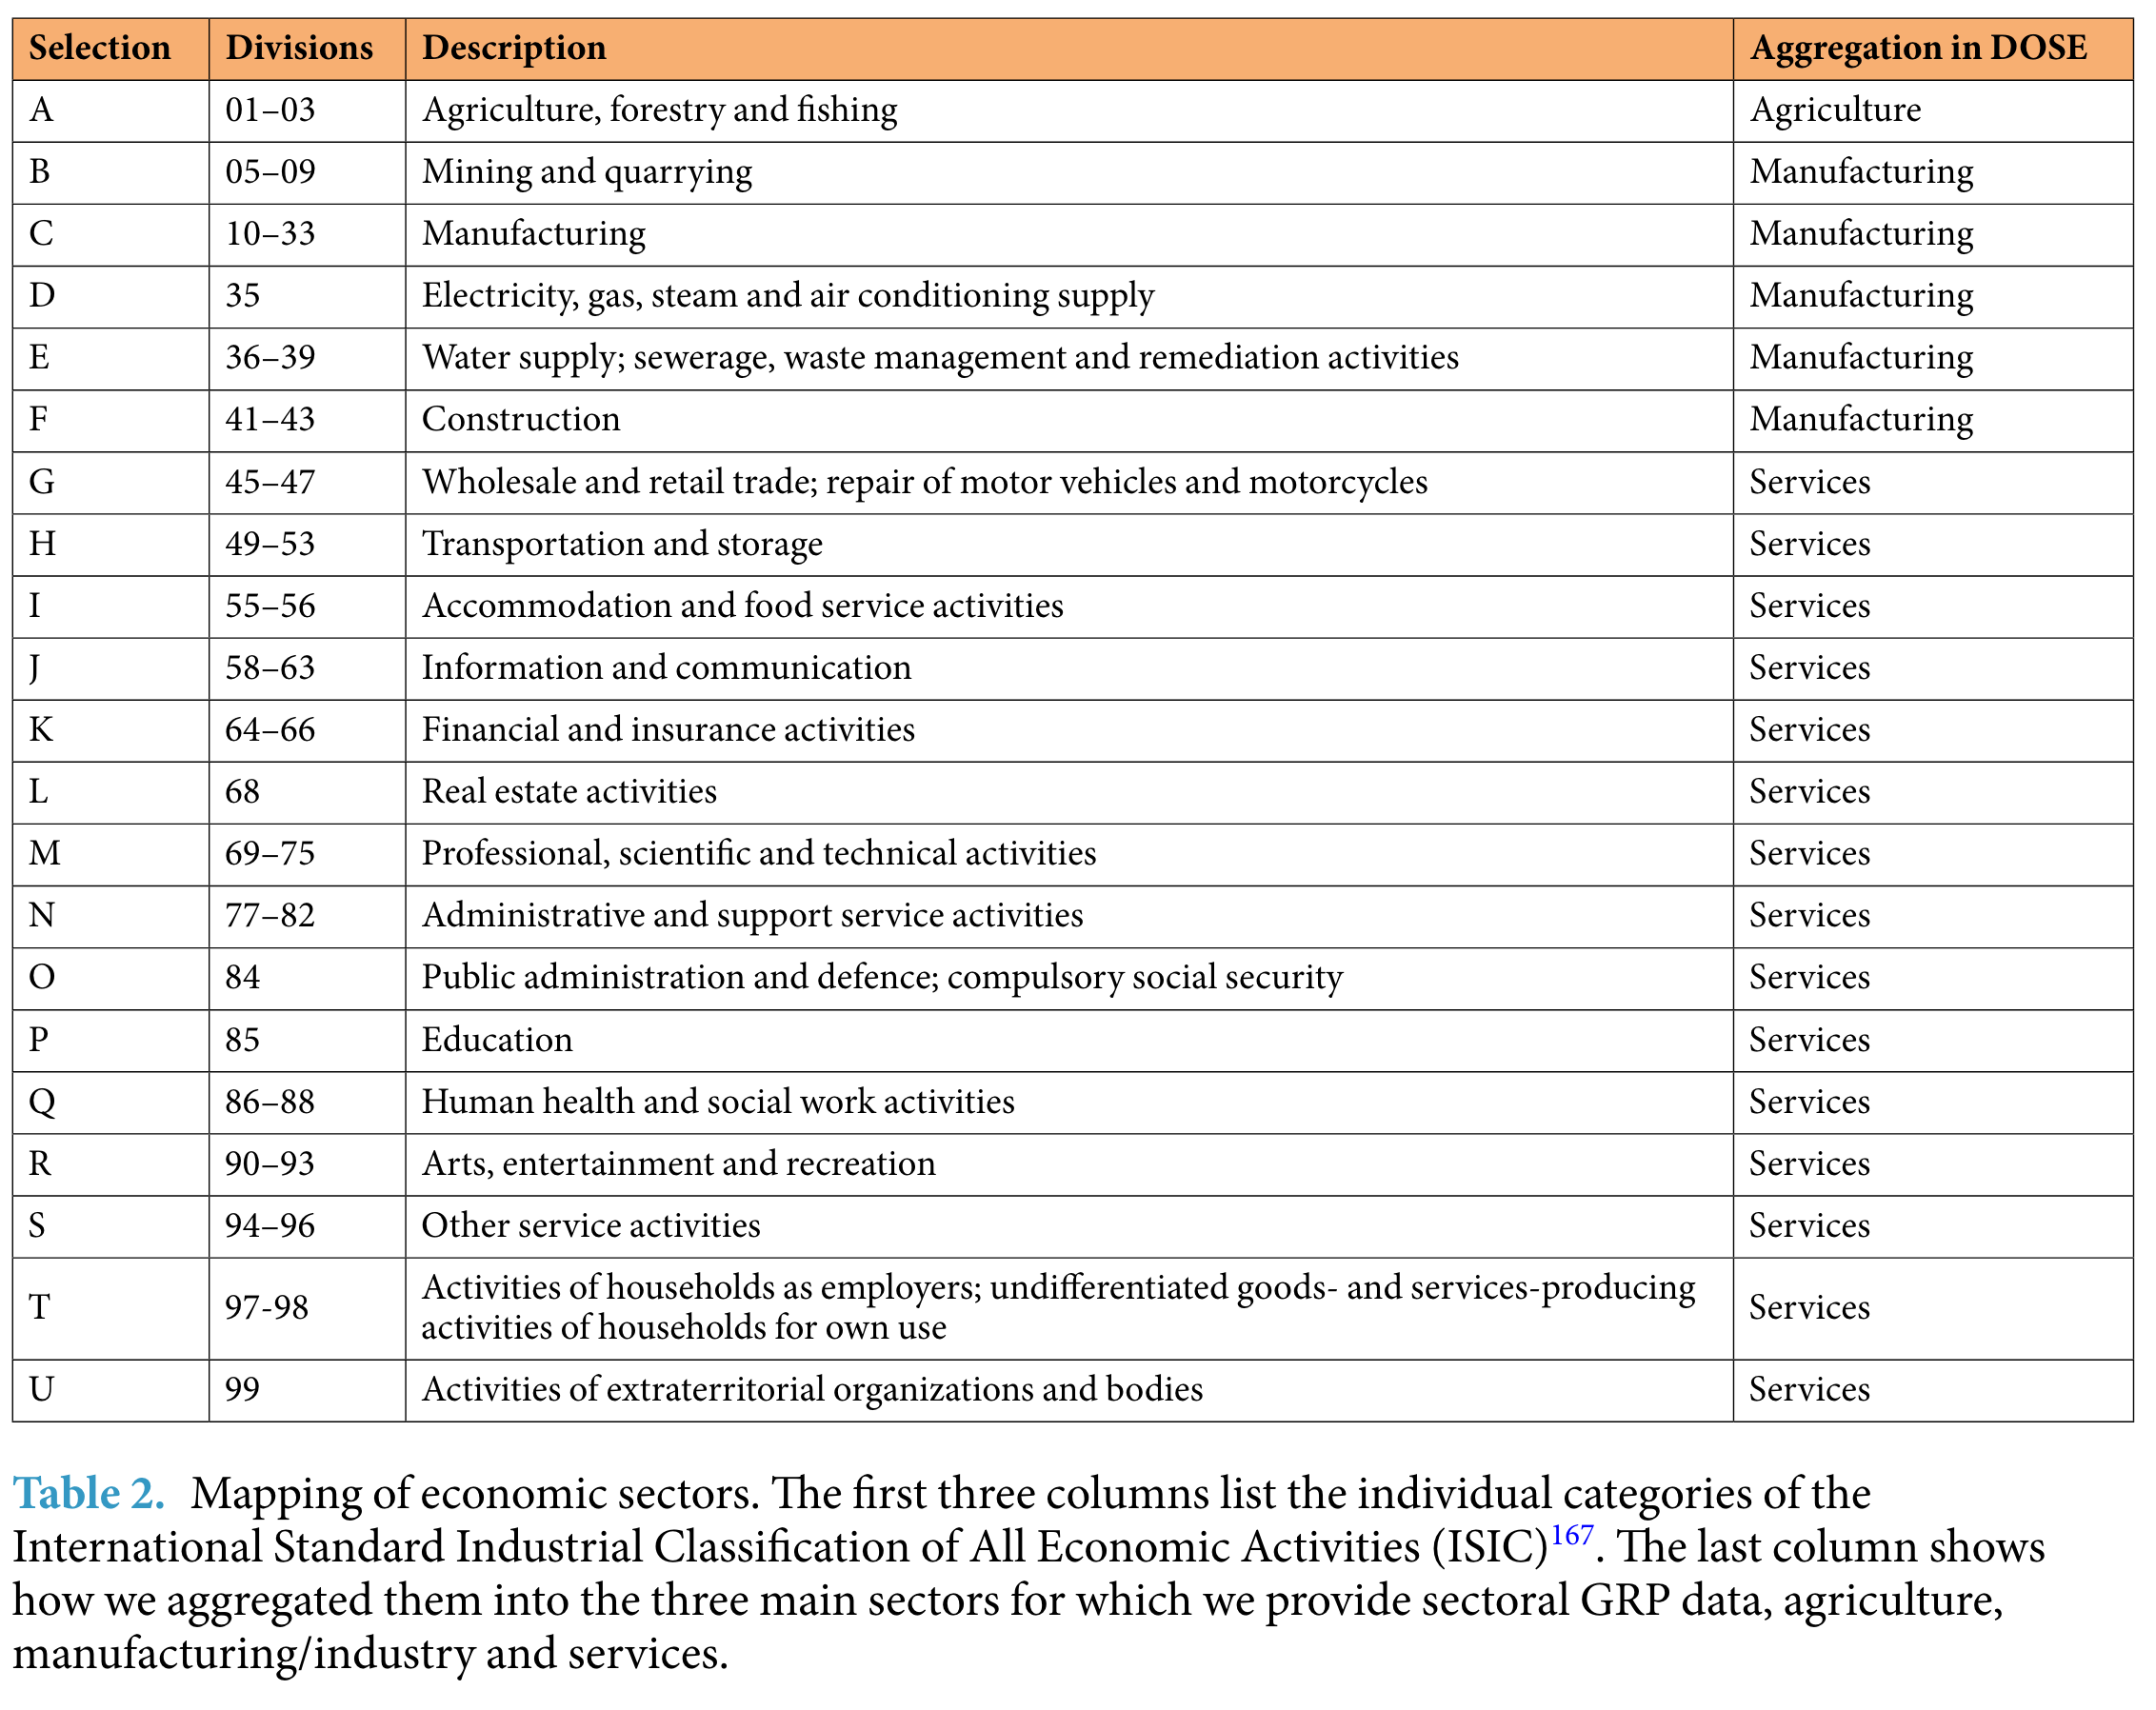 Selection Divisions Description Aggregation in DOSE
A 01–03 Agriculture, forestry and fishing Agriculture
B 05–09 Mining and quarrying Manufacturing
C 10–33 Manufacturing Manufacturing
D 35 Electricity, gas, steam and air conditioning supply Manufacturing
E 36–39 Water supply; sewerage, waste management and remediation activities Manufacturing
F 41–43 Construction Manufacturing
G 45–47 Wholesale and retail trade; repair of motor vehicles and motorcycles Services
H 49–53 Transportation and storage Services
I 55–56 Accommodation and food service activities Services
J 58–63 Information and communication Services
K 64–66 Financial and insurance activities Services
L 68 Real estate activities Services
M 69–75 Professional, scientific and technical activities Services
N 77–82 Administrative and support service activities Services
O 84 Public administration and defence; compulsory social security Services
P 85 Education Services
Q 86–88 Human health and social work activities Services
R 90–93 Arts, entertainment and recreation Services
S 94–96 Other service activities Services
T 97-98 Activities of households as employers; undifferentiated goods- and services-producing
activities of households for own use Services
U 99 Activities of extraterritorial organizations and bodies Services
Table 2. Mapping of economic sectors. The first three columns list the individual categories of the
International Standard Industrial Classification of All Economic Activities (ISIC)167. The last column shows
how we aggregated them into the three main sectors for which we provide sectoral GRP data, agriculture,
manufacturing/industry and services.